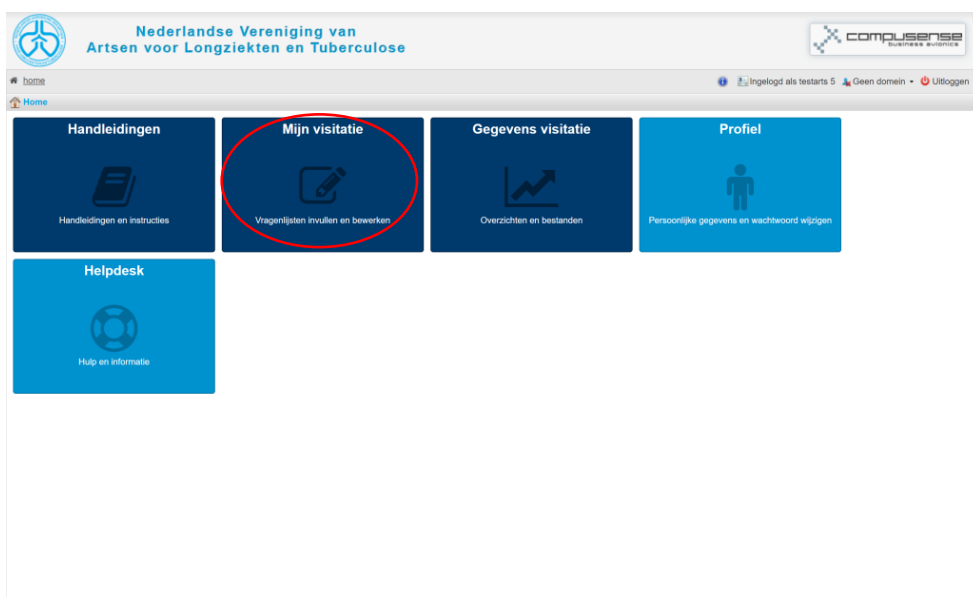 Nederlandse Vereniging van
Artsen voor Longziekten en Tuberculose
compusense
business avionics
home
Ingelogd als testarts 5 Geen domein Uitloggen
Home
Handleidingen
Handleidingen en instructies
Mijn visitatie
Vragenlijsten invullen en bewerken
Gegevens visitatie
Overzichten en bestanden
Profiel
Persoonlijke gegevens en wachtwoord wijzigen
Helpdesk
Hulp en informatie